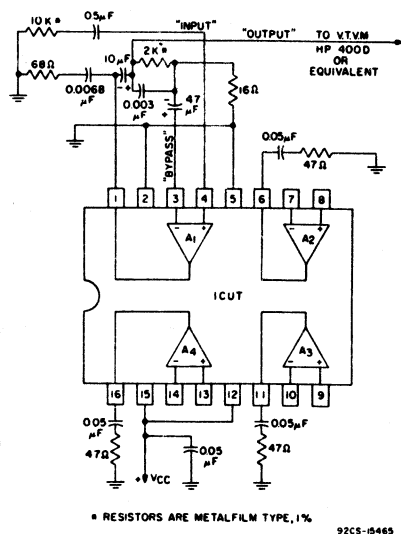 10K* 0.5μF "INPUT" "OUTPUT" TO V.T.V.M
HP 400D
OR
EQUIVALENT
68Ω 10μF 2K*
0.0068
μF
- +
0.003
μF
- +
47
μF
16Ω
"BYPASS"
0.05μF
47Ω
1 2 3 4 5 6 7 8
- + - +
A1 A2
ICUT
A4 A3
- + - +
16 15 14 13 12 11 10 9
0.05
μF
47Ω
0.05
μF
0.05μF
47Ω
+ VCC
* RESISTORS ARE METALFILM TYPE, 1%
92CS-15465